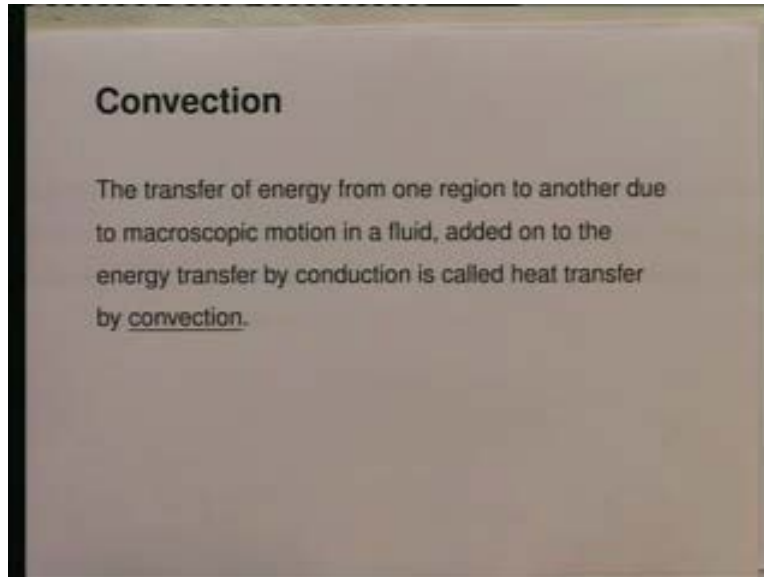 Convection
The transfer of energy from one region to another due
to macroscopic motion in a fluid, added on to the
energy transfer by conduction is called heat transfer
by convection.